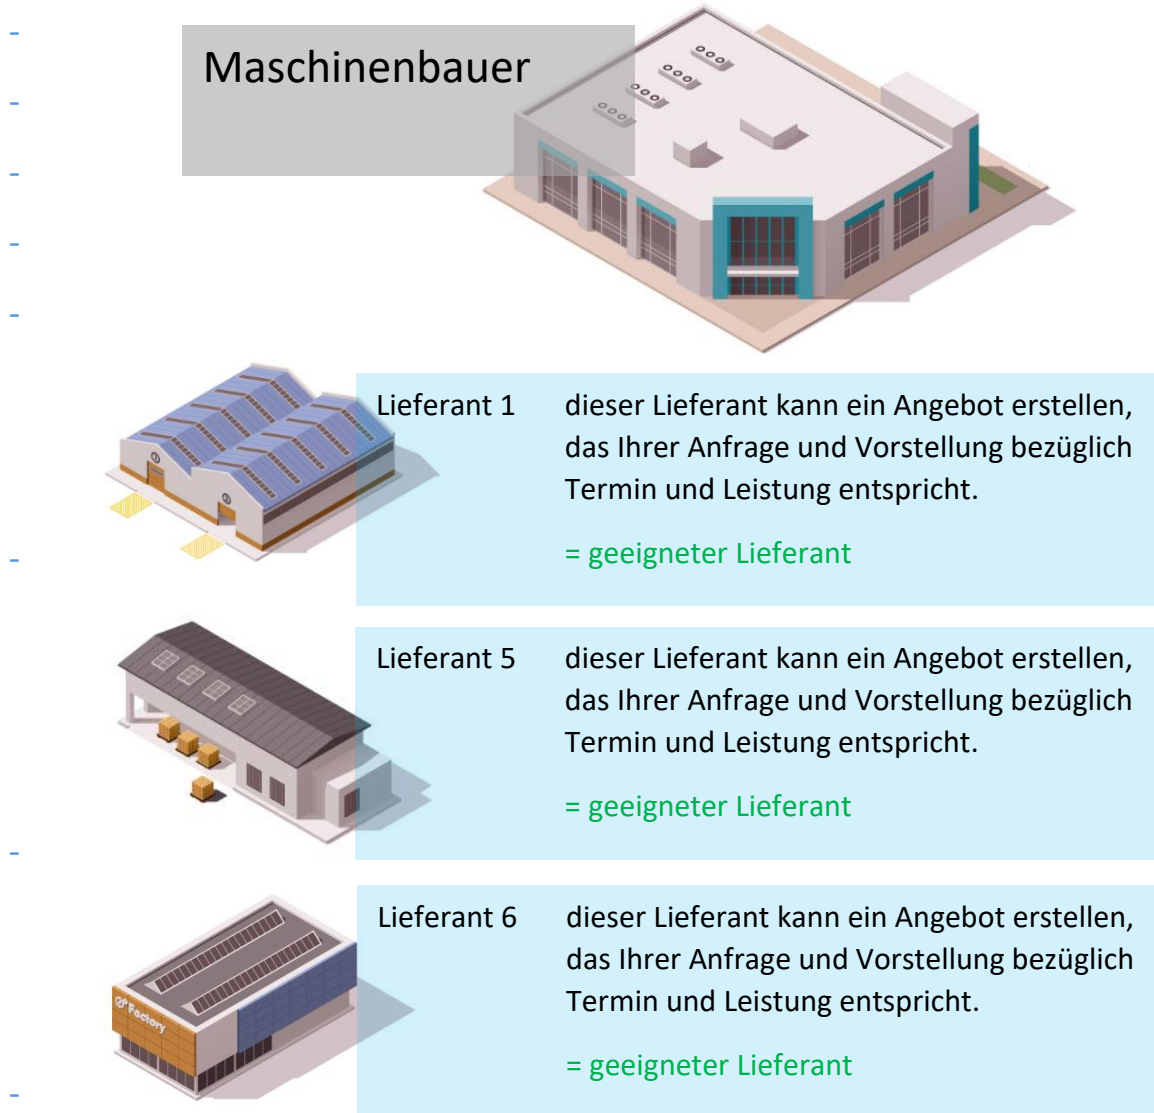 Maschinenbauer
Lieferant 1
dieser Lieferant kann ein Angebot erstellen,
das Ihrer Anfrage und Vorstellung bezüglich
Termin und Leistung entspricht.
= geeigneter Lieferant
Lieferant 5
dieser Lieferant kann ein Angebot erstellen,
das Ihrer Anfrage und Vorstellung bezüglich
Termin und Leistung entspricht.
= geeigneter Lieferant
Factory
Lieferant 6
dieser Lieferant kann ein Angebot erstellen,
das Ihrer Anfrage und Vorstellung bezüglich
Termin und Leistung entspricht.
= geeigneter Lieferant